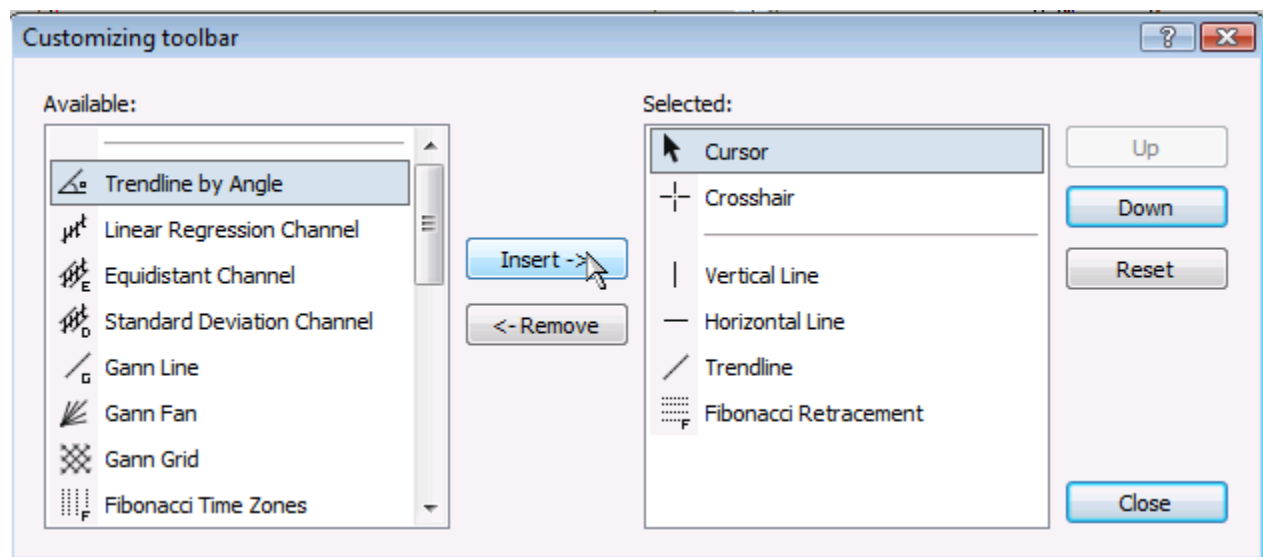 Customizing toolbar
Available:
Trendline by Angle
Linear Regression Channel
Equidistant Channel
Standard Deviation Channel
Gann Line
Gann Fan
Gann Grid
Fibonacci Time Zones
Insert ->
<- Remove
Selected:
Cursor
Crosshair
Vertical Line
Horizontal Line
Trendline
Fibonacci Retracement
Up
Down
Reset
Close